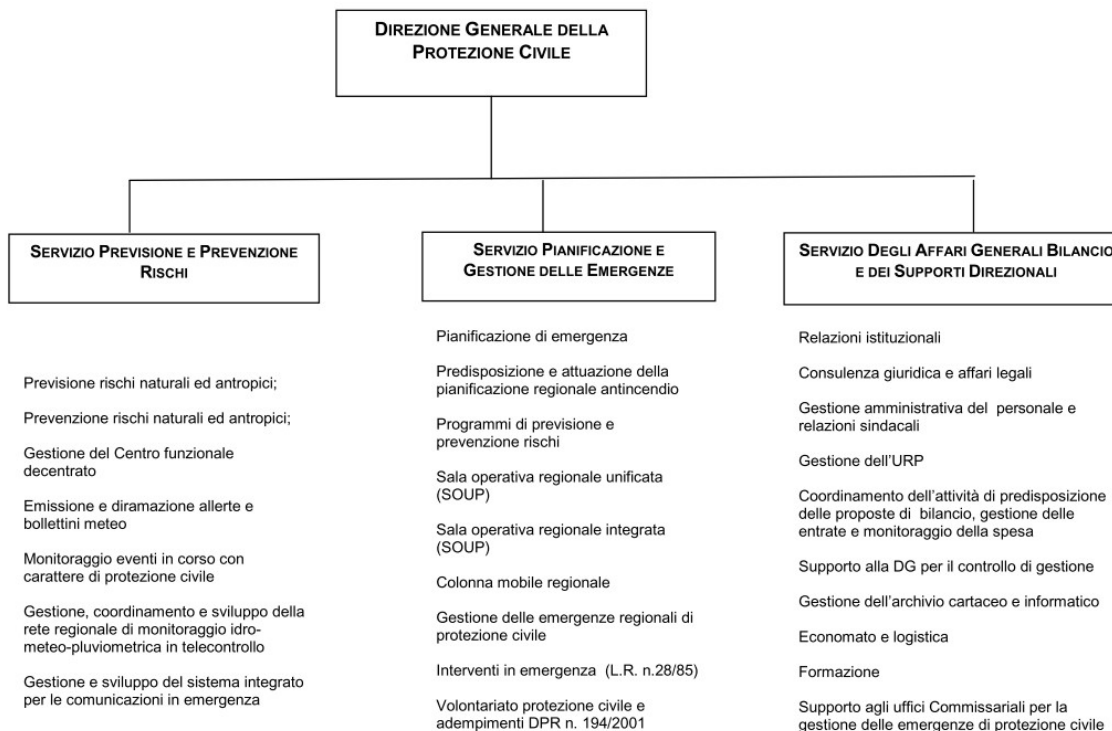 DIREZIONE GENERALE DELLA
PROTEZIONE CIVILE
SERVIZIO PREVISIONE E PREVENZIONE
RISCHI
Previsione rischi naturali ed antropici;
Prevenzione rischi naturali ed antropici;
Gestione del Centro funzionale
decentrato
Emissione e diramazione allerte e
bollettini meteo
Monitoraggio eventi in corso con
carattere di protezione civile
Gestione, coordinamento e sviluppo della
rete regionale di monitoraggio idro-
meteo-pluviometrica in telecontrollo
Gestione e sviluppo del sistema integrato
per le comunicazioni in emergenza
SERVIZIO PIANIFICAZIONE E
GESTIONE DELLE EMERGENZE
Pianificazione di emergenza
Predisposizione e attuazione della
pianificazione regionale antincendio
Programmi di previsione e
prevenzione rischi
Sala operativa regionale unificata
(SOUP)
Sala operativa regionale integrata
(SOUP)
Colonna mobile regionale
Gestione delle emergenze regionali di
protezione civile
Interventi in emergenza (L.R. n.28/85)
Volontariato protezione civile e
adempimenti DPR n. 194/2001
SERVIZIO DEGLI AFFARI GENERALI BILANCIO
E DEI SUPPORTI DIREZIONALI
Relazioni istituzionali
Consulenza giuridica e affari legali
Gestione amministrativa del personale e
relazioni sindacali
Gestione dell'URP
Coordinamento dell'attività di predisposizione
delle proposte di bilancio, gestione delle
entrate e monitoraggio della spesa
Supporto alla DG per il controllo di gestione
Gestione dell'archivio cartaceo e informatico
Economato e logistica
Formazione
Supporto agli uffici Commissariali per la
gestione delle emergenze di protezione civile